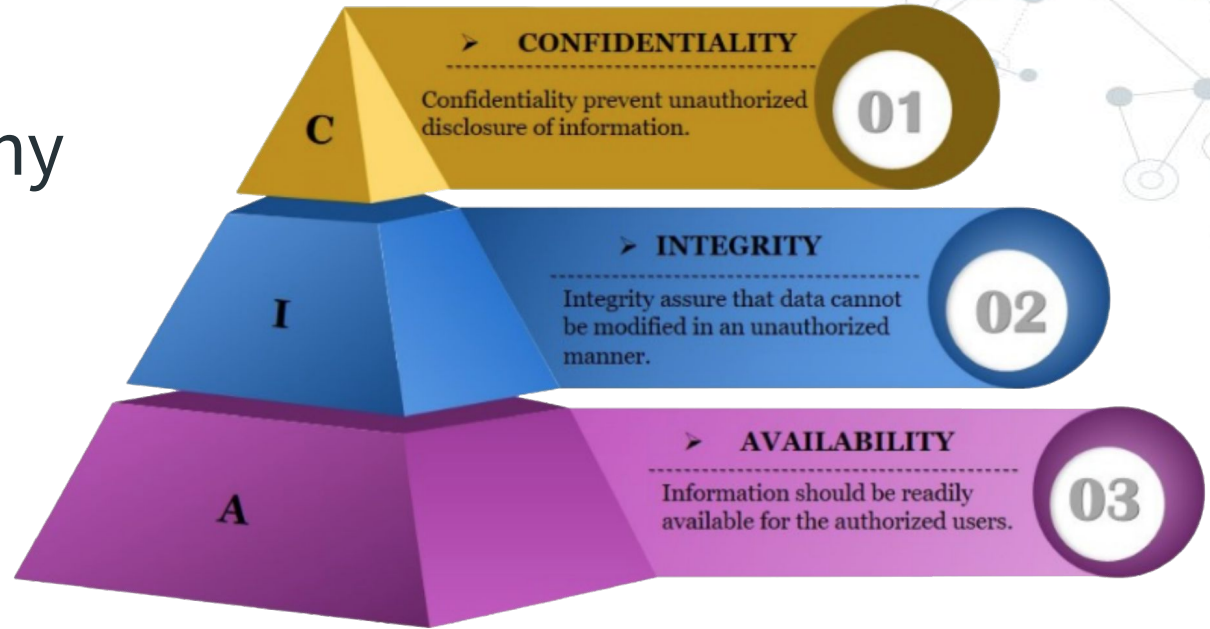 C
➤ CONFIDENTIALITY
Confidentiality prevent unauthorized
disclosure of information.
01
I
➤ INTEGRITY
Integrity assure that data cannot
be modified in an unauthorized
manner.
02
A
➤ AVAILABILITY
Information should be readily
available for the authorized users.
03